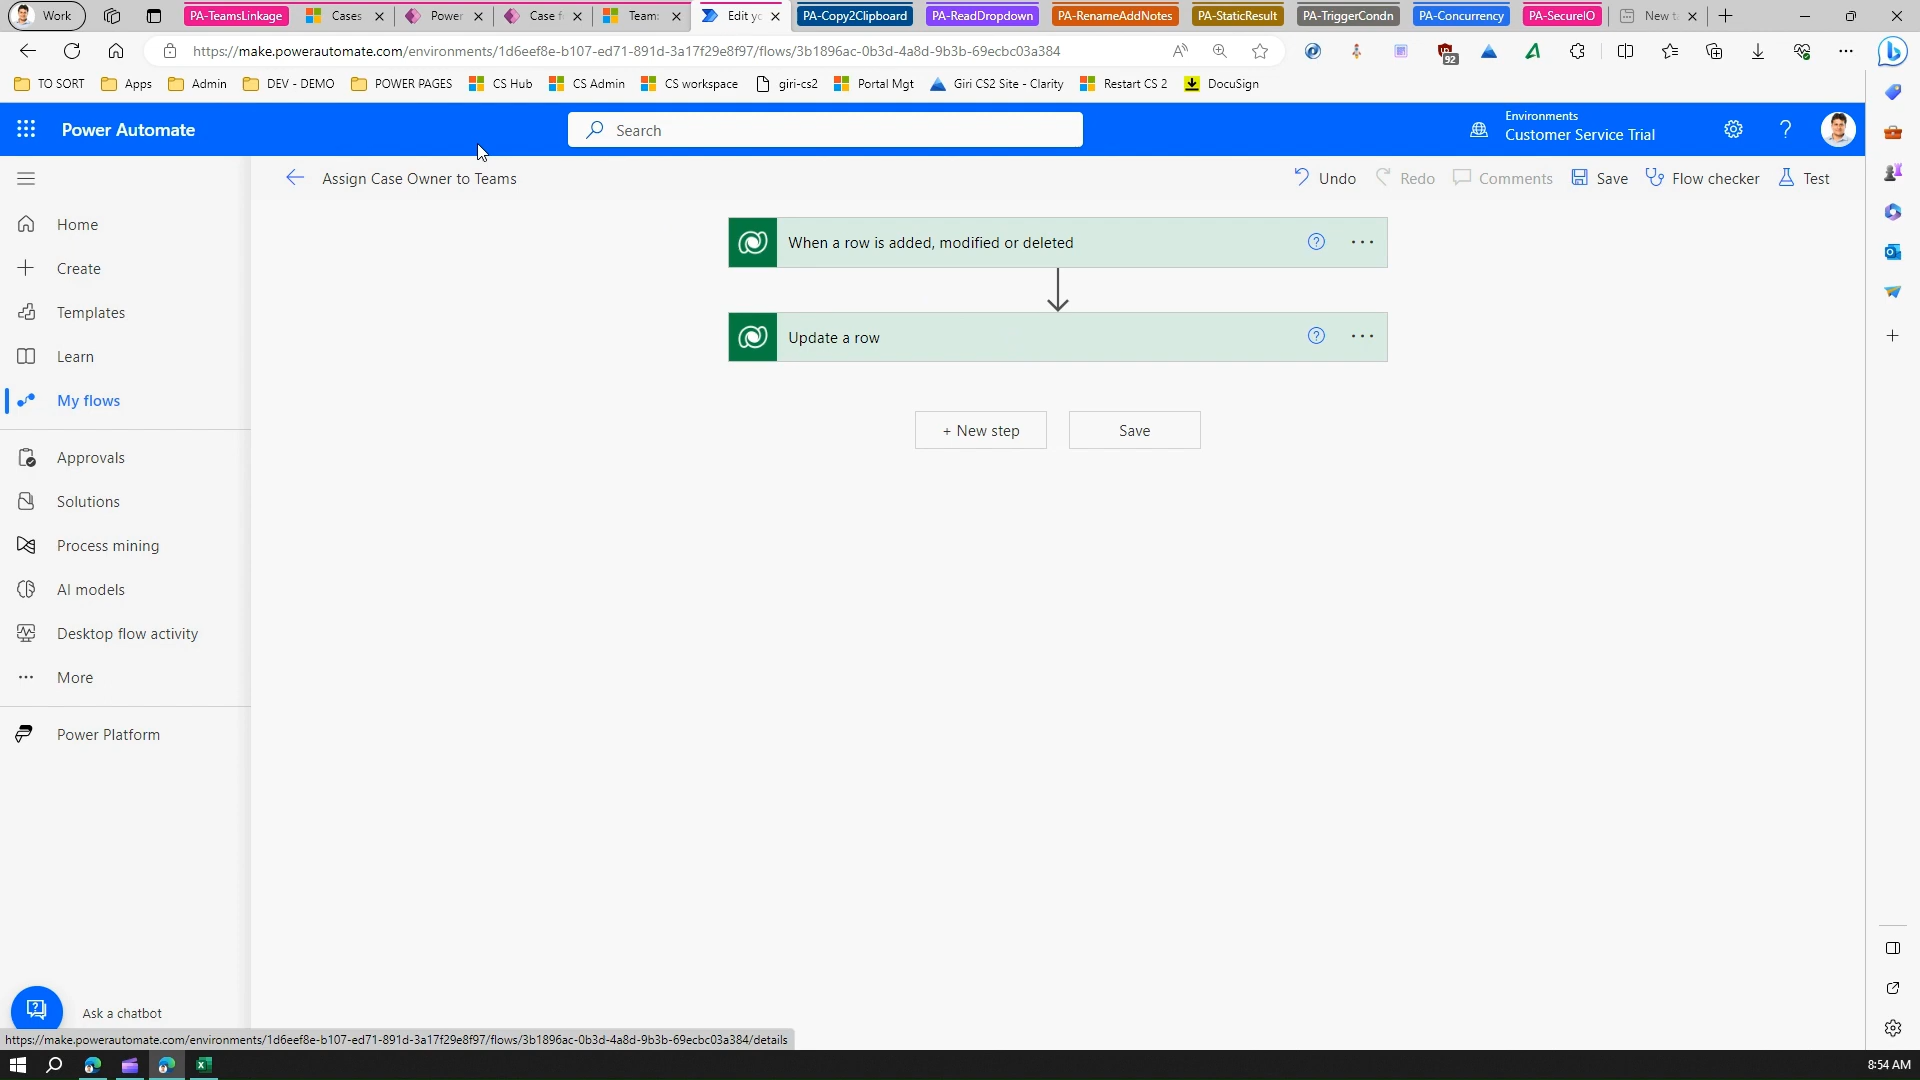 Work
PA-TeamsLinkage
Cases
Power
Case f
Team:
Edit yo
PA-Copy2Clipboard
PA-ReadDropdown
PA-RenameAddNotes
PA-StaticResult
PA-TriggerCondn
PA-Concurrency
PA-SecureIO
New t
https://make.powerautomate.com/environments/1d6eef8e-b107-ed71-891d-3a17f29e8f97/flows/3b1896ac-0b3d-4a8d-9b3b-69ecbc03a384
92
TO SORT
Apps
Admin
DEV - DEMO
POWER PAGES
CS Hub
CS Admin
CS workspace
giri-cs2
Portal Mgt
Giri CS2 Site - Clarity
Restart CS 2
DocuSign
Power Automate
Search
Environments
Customer Service Trial
Assign Case Owner to Teams
Undo
Redo
Comments
Save
Flow checker
Test
Home
Create
Templates
Learn
My flows
Approvals
Solutions
Process mining
AI models
Desktop flow activity
More
Power Platform
When a row is added, modified or deleted
Update a row
+ New step
Save
Ask a chatbot
https://make.powerautomate.com/environments/1d6eef8e-b107-ed71-891d-3a17f29e8f97/flows/3b1896ac-0b3d-4a8d-9b3b-69ecbc03a384/details
8:54 AM